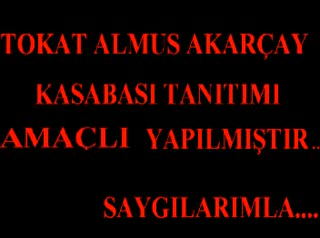 TOKAT ALMUS AKARÇAY
KASABASI TANITIMI
AMAÇLI YAPILMIŞTIR..
SAYGILARIMLA....